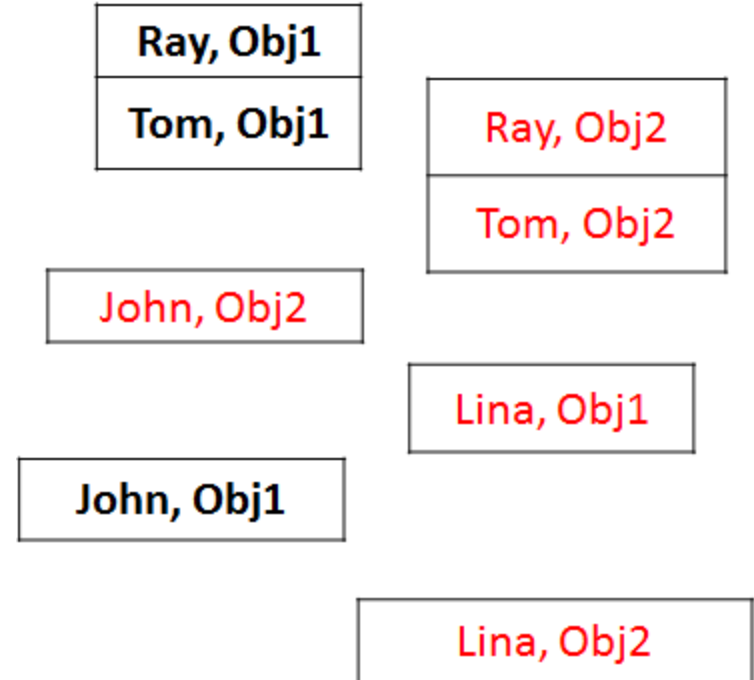 Ray, Obj1
Tom, Obj1
Ray, Obj2
Tom, Obj2
John, Obj2
Lina, Obj1
John, Obj1
Lina, Obj2